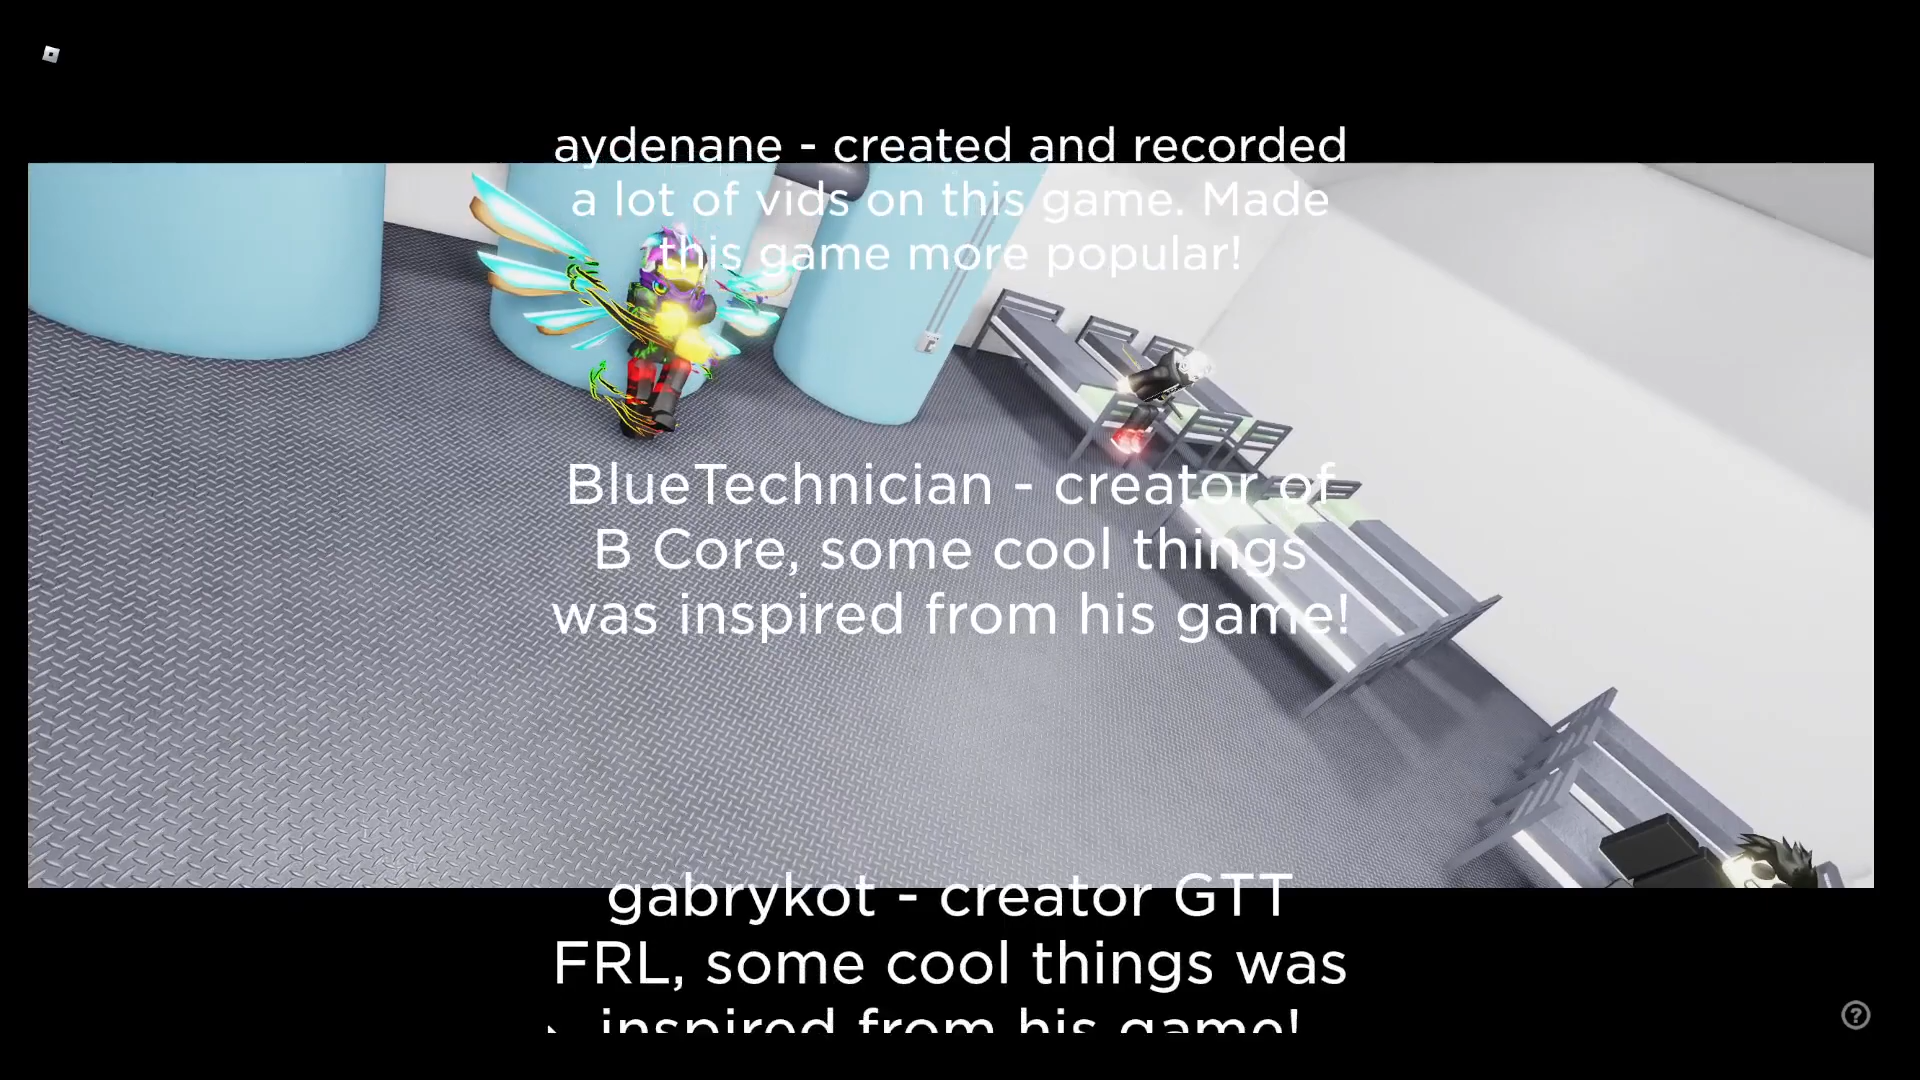 aydenane - created and recorded
a lot of vids on this game. Made
this game more popular!
BlueTechnician - creator of
B Core, some cool things
was inspired from his game!
gabrykot - creator GTT
FRL, some cool things was
inspired from his game!